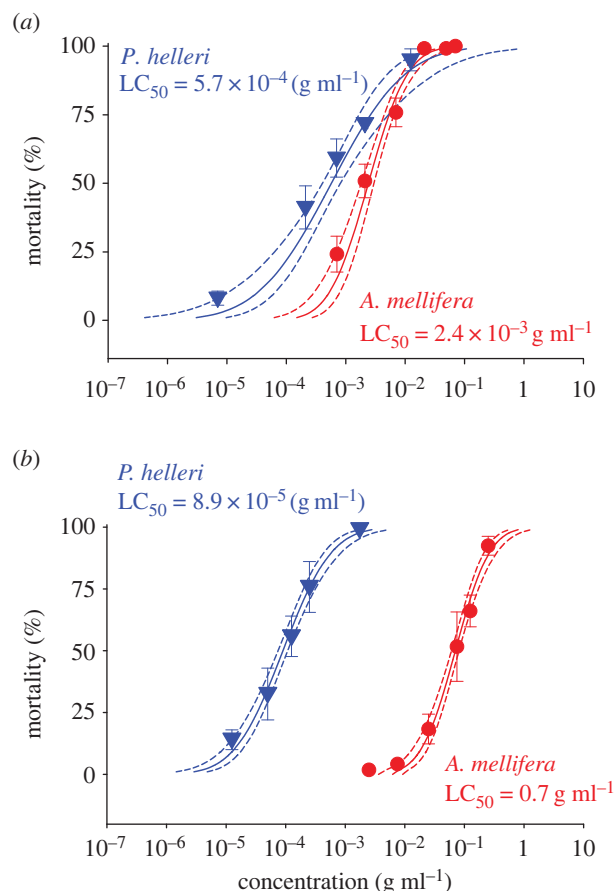 (a)
100
75
50
25
0
mortality (%)
P. helleri
LC₅₀ = 5.7 × 10⁻⁴ (g ml⁻¹)
A. mellifera
LC₅₀ = 2.4 × 10⁻³ g ml⁻¹
10⁻⁷ 10⁻⁶ 10⁻⁵ 10⁻⁴ 10⁻³ 10⁻² 10⁻¹ 1 10
(b)
P. helleri
LC₅₀ = 8.9 × 10⁻⁵ (g ml⁻¹)
100
75
50
25
0
mortality (%)
A. mellifera
LC₅₀ = 0.7 g ml⁻¹
10⁻⁷ 10⁻⁶ 10⁻⁵ 10⁻⁴ 10⁻³ 10⁻² 10⁻¹ 1 10
concentration (g ml⁻¹)